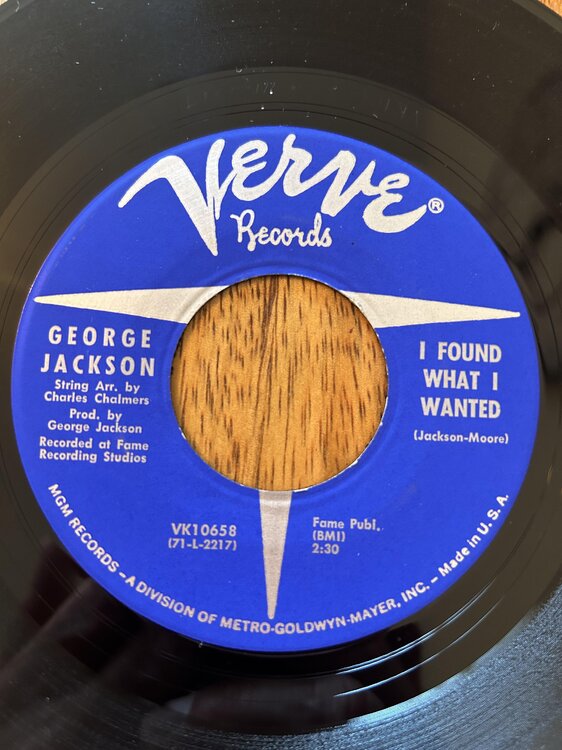 Verve®
Records
GEORGE
JACKSON
String Arr. by
Charles Chalmers
Prod. by
George Jackson
Recorded at Fame
Recording Studios
I FOUND
WHAT I
WANTED
(Jackson-Moore)
VK10658
(71-L-2217)
Fame Publ.
(BMI)
2:30
MGM RECORDS – A DIVISION OF METRO-GOLDWYN-MAYER, INC. – Made in U. S. A.